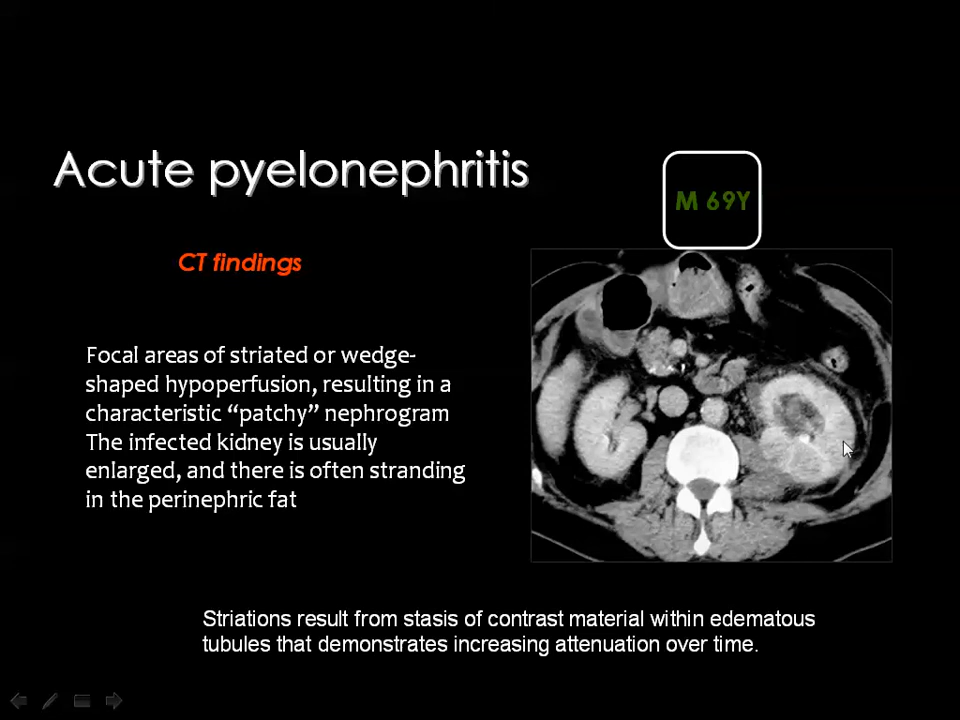 Acute pyelonephritis
M 69Y
CT findings
Focal areas of striated or wedge-
shaped hypoperfusion, resulting in a
characteristic “patchy” nephrogram
The infected kidney is usually
enlarged, and there is often stranding
in the perinephric fat
Striations result from stasis of contrast material within edematous
tubules that demonstrates increasing attenuation over time.